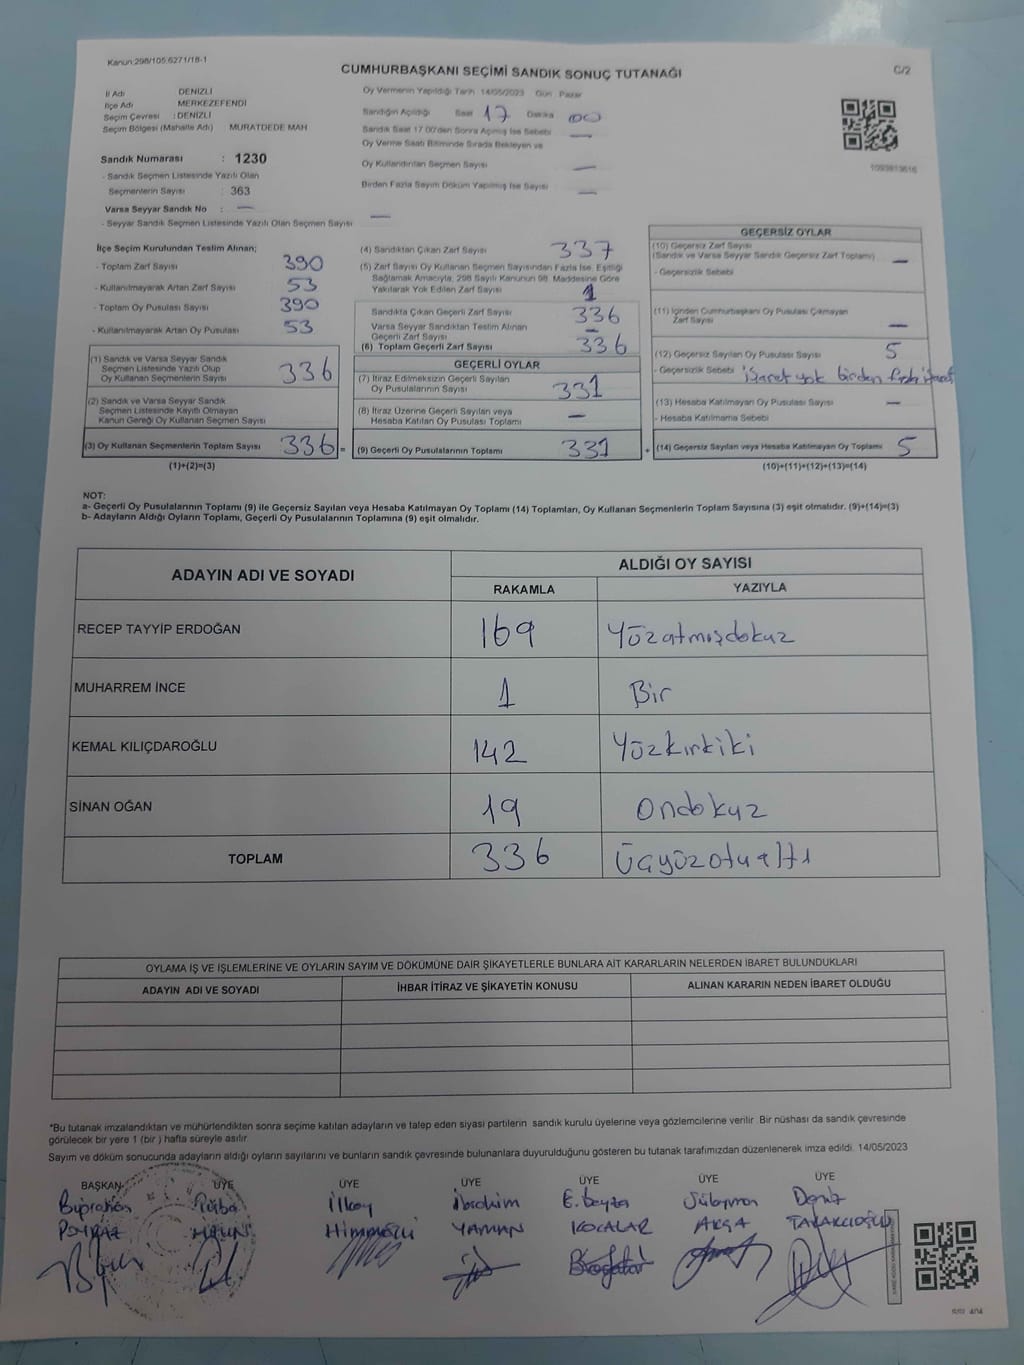 Kanun:298/105.6271/18-1
CUMHURBAŞKANI SEÇİMİ SANDIK SONUÇ TUTANAĞI
C/2
İl Adı DENİZLİ
İlçe Adı MERKEZEFENDİ
Seçim Çevresi : DENİZLİ
Seçim Bölgesi (Mahalle Adı) MURATDEDE MAH
Sandık Numarası : 1230
- Sandık Seçmen Listesinde Yazılı Olan
Seçmenlerin Sayısı : 363
Varsa Seyyar Sandık No : —
- Seyyar Sandık Seçmen Listesinde Yazılı Olan Seçmen Sayısı —
Oy Vermenin Yapıldığı Tarih :14/05/2023 Gün : Pazar
Sandığın Açıldığı Saat 17 Dakika 00
Sandık Saat 17.00'den Sonra Açılmış İse Sebebi —
Oy Verme Saati Bitiminde Sırada Bekleyen ve
Oy Kullandırılan Seçmen Sayısı —
Birden Fazla Sayım Döküm Yapılmış İse Sayısı —
İlçe Seçim Kurulundan Teslim Alınan;
- Toplam Zarf Sayısı 390
- Kullanılmayarak Artan Zarf Sayısı 53
- Toplam Oy Pusulası Sayısı 390
- Kullanılmayarak Artan Oy Pusulası 53
(1) Sandık ve Varsa Seyyar Sandık
Seçmen Listesinde Yazılı Olup
Oy Kullanan Seçmenlerin Sayısı 336
(2) Sandık ve Varsa Seyyar Sandık
Seçmen Listesinde Kayıtlı Olmayan
Kanun Gereği Oy Kullanan Seçmen Sayısı
(3) Oy Kullanan Seçmenlerin Toplam Sayısı 336 =
(1)+(2)=(3)
(4) Sandıktan Çıkan Zarf Sayısı 337
(5) Zarf Sayısı Oy Kullanan Seçmen Sayısından Fazla İse, Eşitliği
Sağlamak Amacıyla, 298 Sayılı Kanunun 98. Maddesine Göre
Yakılarak Yok Edilen Zarf Sayısı 1
Sandıkta Çıkan Geçerli Zarf Sayısı 336
Varsa Seyyar Sandıktan Teslim Alınan
Geçerli Zarf Sayısı —
(6) Toplam Geçerli Zarf Sayısı 336
GEÇERLİ OYLAR
(7) İtiraz Edilmeksizin Geçerli Sayılan
Oy Pusulalarının Sayısı 331
(8) İtiraz Üzerine Geçerli Sayılan veya
Hesaba Katılan Oy Pusulası Toplamı —
(9) Geçerli Oy Pusulalarının Toplamı 331 +
GEÇERSİZ OYLAR
(10) Geçersiz Zarf Sayısı
(Sandık ve Varsa Seyyar Sandık Geçersiz Zarf Toplamı) —
- Geçersizlik Sebebi
(11) İçinden Cumhurbaşkanı Oy Pusulası Çıkmayan
Zarf Sayısı —
(12) Geçersiz Sayılan Oy Pusulası Sayısı 5
- Geçersizlik Sebebi işaret yok birden fazla işaret
(13) Hesaba Katılmayan Oy Pusulası Sayısı —
- Hesaba Katılmama Sebebi
(14) Geçersiz Sayılan veya Hesaba Katılmayan Oy Toplamı 5
(10)+(11)+(12)+(13)=(14)
NOT:
a- Geçerli Oy Pusulalarının Toplamı (9) ile Geçersiz Sayılan veya Hesaba Katılmayan Oy Toplamı (14) Toplamları, Oy Kullanan Seçmenlerin Toplam Sayısına (3) eşit olmalıdır. (9)+(14)=(3)
b- Adayların Aldığı Oyların Toplamı, Geçerli Oy Pusulalarının Toplamına (9) eşit olmalıdır.
ADAYIN ADI VE SOYADI ALDIĞI OY SAYISI
RAKAMLA YAZIYLA
RECEP TAYYİP ERDOĞAN 169 Yüzatmışdokuz
MUHARREM İNCE 1 Bir
KEMAL KILIÇDAROĞLU 142 Yüzkırkiki
SİNAN OĞAN 19 Ondokuz
TOPLAM 336 Üçyüzotualtı
OYLAMA İŞ VE İŞLEMLERİNE VE OYLARIN SAYIM VE DÖKÜMÜNE DAİR ŞİKAYETLERLE BUNLARA AİT KARARLARIN NELERDEN İBARET BULUNDUKLARI
ADAYIN ADI VE SOYADI İHBAR İTİRAZ VE ŞİKAYETİN KONUSU ALINAN KARARIN NEDEN İBARET OLDUĞU
*Bu tutanak imzalandıktan ve mühürlendikten sonra seçime katılan adayların ve talep eden siyasi partilerin sandık kurulu üyelerine veya gözlemcilerine verilir. Bir nüshası da sandık çevresinde
görülecek bir yere 1 (bir ) hafta süreyle asılır.
Sayım ve döküm sonucunda adayların aldığı oyların sayılarını ve bunların sandık çevresinde bulunanlara duyurulduğunu gösteren bu tutanak tarafımızdan düzenlenerek imza edildi. 14/05/2023
BAŞKAN ÜYE ÜYE ÜYE ÜYE ÜYE ÜYE
İlkay İbrahim E. Beyza Süleyman Deniz
YAMAN KOCALAR AKÇA